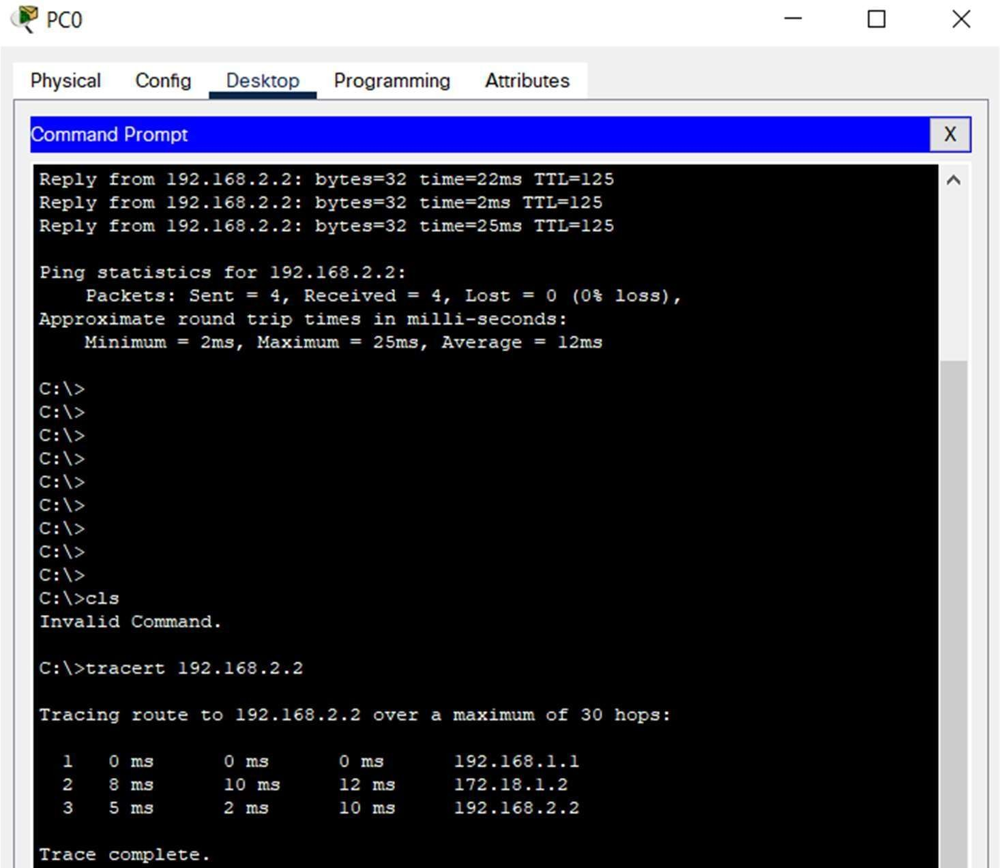 PC0
Physical Config Desktop Programming Attributes
Command Prompt X
Reply from 192.168.2.2: bytes=32 time=22ms TTL=125
Reply from 192.168.2.2: bytes=32 time=2ms TTL=125
Reply from 192.168.2.2: bytes=32 time=25ms TTL=125
Ping statistics for 192.168.2.2:
Packets: Sent = 4, Received = 4, Lost = 0 (0% loss),
Approximate round trip times in milli-seconds:
Minimum = 2ms, Maximum = 25ms, Average = 12ms
C:\>
C:\>
C:\>
C:\>
C:\>
C:\>
C:\>
C:\>
C:\>
C:\>cls
Invalid Command.
C:\>tracert 192.168.2.2
Tracing route to 192.168.2.2 over a maximum of 30 hops:
1 0 ms 0 ms 0 ms 192.168.1.1
2 8 ms 10 ms 12 ms 172.18.1.2
3 5 ms 2 ms 10 ms 192.168.2.2
Trace complete.